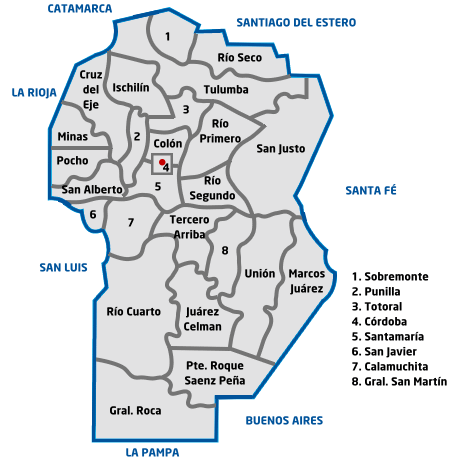 CATAMARCA
SANTIAGO DEL ESTERO
1
Río Seco
Cruz
del
Eje
Ischilín
Tulumba
LA RIOJA
3
Río
Primero
Minas
2
Colón
San Justo
Pocho
4
San Alberto
5
Río
Segundo
SANTA FÉ
6
7
Tercero
Arriba
8
SAN LUIS
Unión
Marcos
Juárez
Río Cuarto
Juárez
Celman
1. Sobremonte
2. Punilla
3. Totoral
4. Córdoba
5. Santamaría
6. San Javier
7. Calamuchita
8. Gral. San Martín
Pte. Roque
Saenz Peña
Gral. Roca
BUENOS AIRES
LA PAMPA